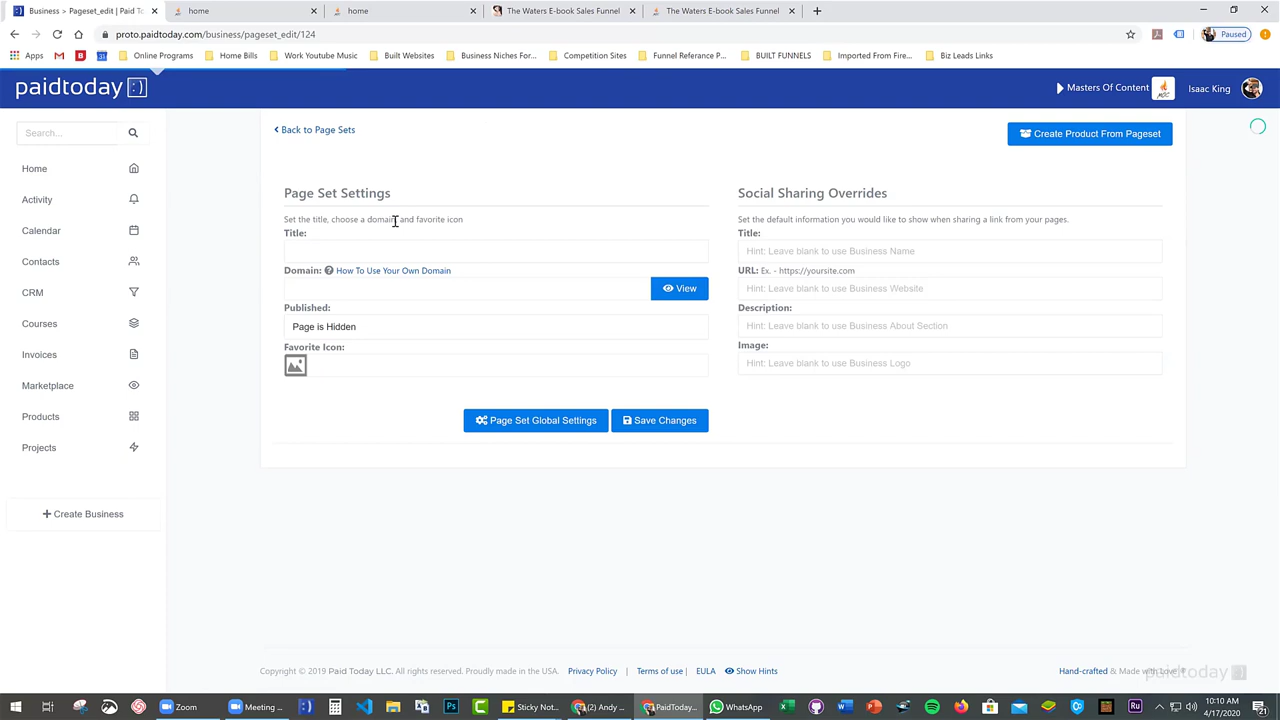 Business > Pageset_edit | Paid T
home
home
The Waters E-book Sales Funnel
The Waters E-book Sales Funnel
proto.paidtoday.com/business/pageset_edit/124
Paused
Apps
Online Programs
Home Bills
Work Youtube Music
Built Websites
Business Niches For...
Competition Sites
Funnel Referance P...
BUILT FUNNELS
Imported From Fire...
Biz Leads Links
paidtoday :)
Masters Of Content
MOC
Isaac King
Search...
Back to Page Sets
Create Product From Pageset
Home
Activity
Calendar
Contacts
CRM
Courses
Invoices
Marketplace
Products
Projects
+ Create Business
Page Set Settings
Set the title, choose a domain and favorite icon
Title:
Domain: How To Use Your Own Domain
View
Published:
Page is Hidden
Favorite Icon:
Page Set Global Settings
Save Changes
Social Sharing Overrides
Set the default information you would like to show when sharing a link from your pages.
Title:
Hint: Leave blank to use Business Name
URL: Ex. - https://yoursite.com
Hint: Leave blank to use Business Website
Description:
Hint: Leave blank to use Business About Section
Image:
Hint: Leave blank to use Business Logo
Copyright © 2019 Paid Today LLC. All rights reserved. Proudly made in the USA. Privacy Policy | Terms of use | EULA Show Hints
Hand-crafted & Made with Love
paidtoday :)
Zoom
Meeting ...
Sticky Not...
(2) Andy ...
PaidToday...
WhatsApp
10:10 AM
4/17/2020